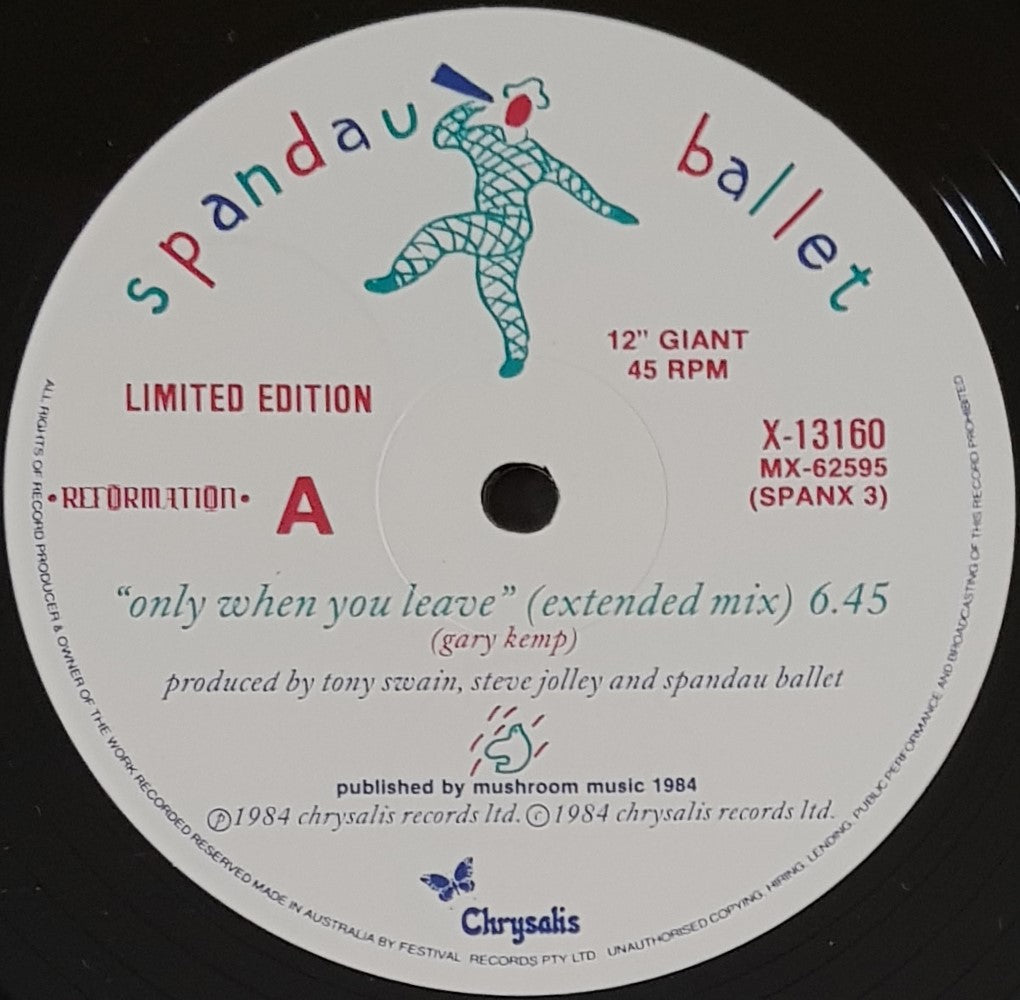 spandau ballet
12" GIANT
45 RPM
LIMITED EDITION
X-13160
MX-62595
(SPANX 3)
•REFORMATION•
A
“only when you leave” (extended mix) 6.45
(gary kemp)
produced by tony swain, steve jolley and spandau ballet
published by mushroom music 1984
℗1984 chrysalis records ltd. ©1984 chrysalis records ltd.
Chrysalis
ALL RIGHTS OF RECORD PRODUCER & OWNER OF THE WORK RECORDED RESERVED MADE IN AUSTRALIA BY FESTIVAL RECORDS PTY LTD UNAUTHORISED COPYING, HIRING, LENDING, PUBLIC PERFORMANCE AND BROADCASTING OF THIS RECORD PROHIBITED